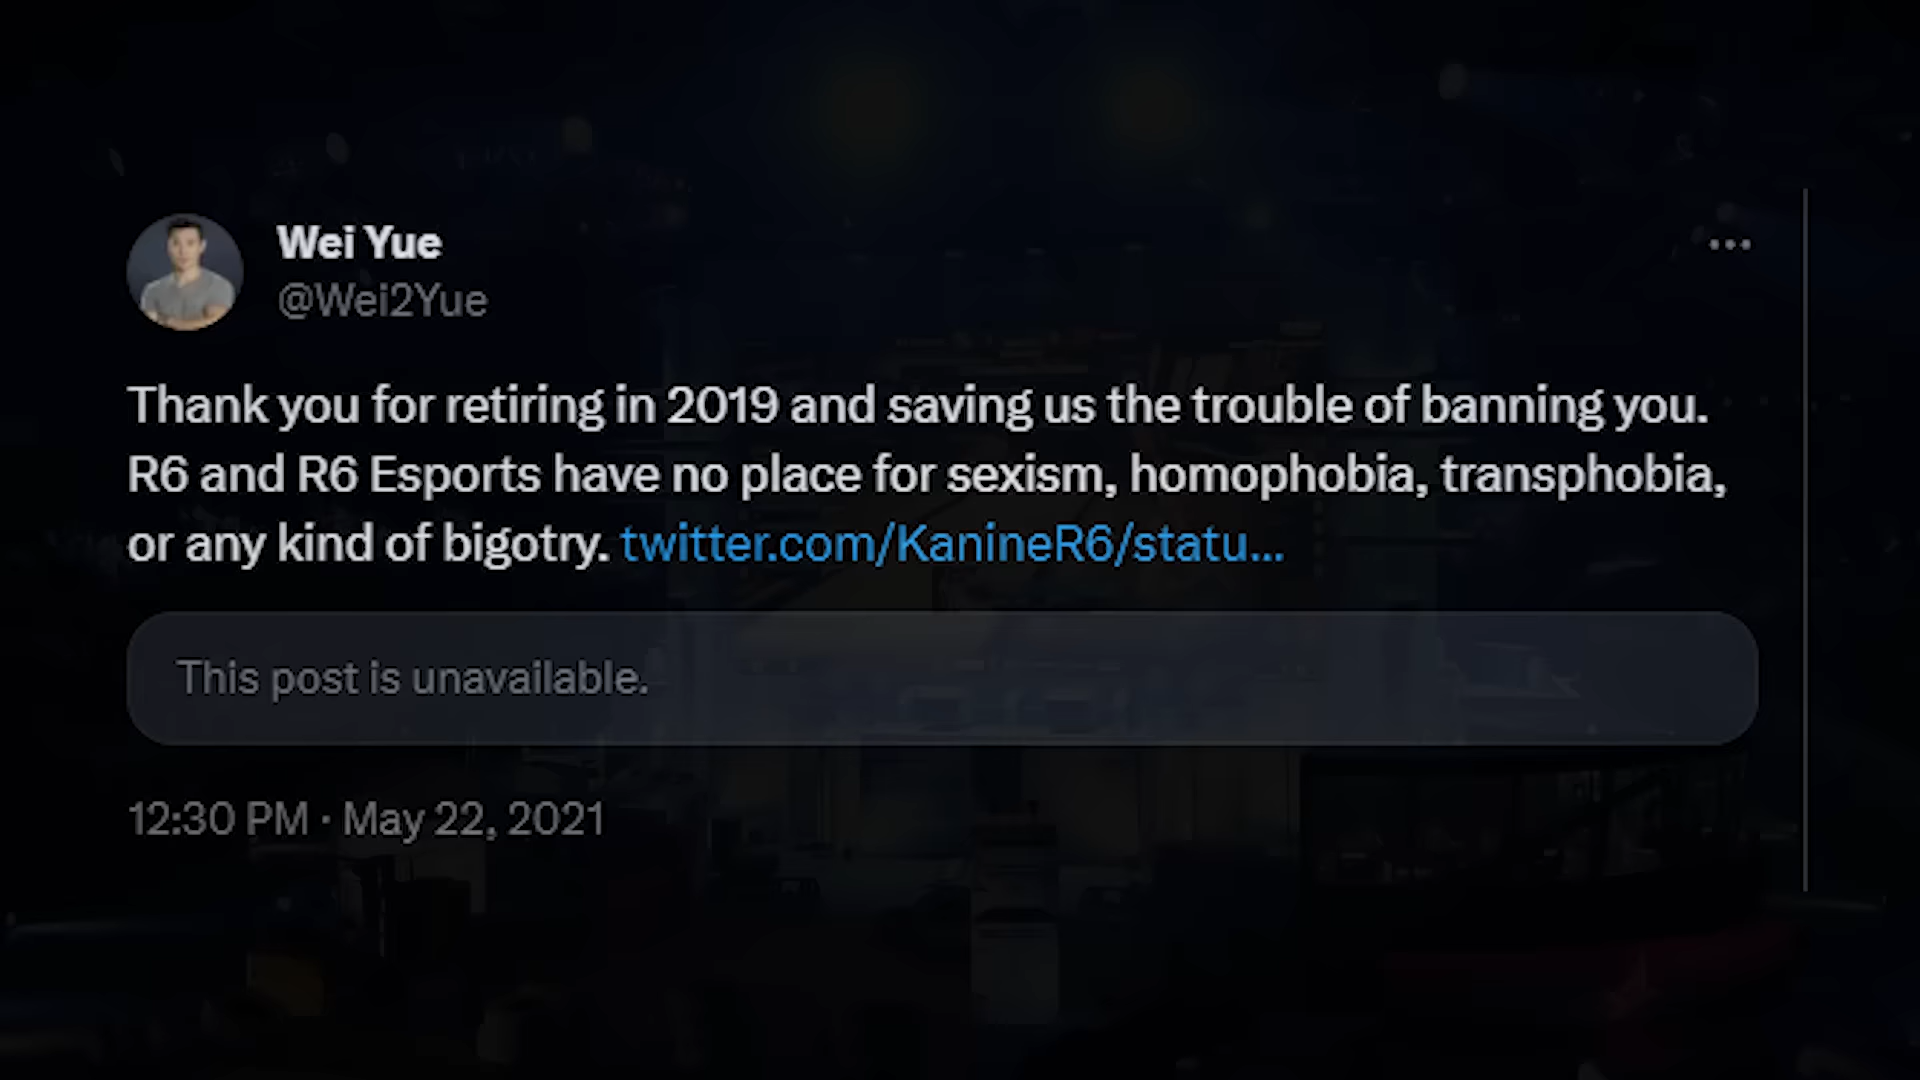 Wei Yue
@Wei2Yue
Thank you for retiring in 2019 and saving us the trouble of banning you.
R6 and R6 Esports have no place for sexism, homophobia, transphobia,
or any kind of bigotry. twitter.com/KanineR6/statu...
This post is unavailable.
12:30 PM · May 22, 2021